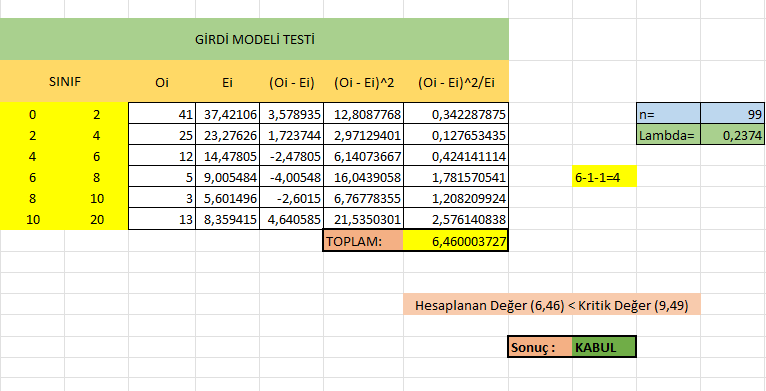 GİRDİ MODELİ TESTİ
SINIF Oi Ei (Oi - Ei) (Oi - Ei)^2 (Oi - Ei)^2/Ei
0 2 41 37,42106 3,578935 12,8087768 0,342287875 n= 99
2 4 25 23,27626 1,723744 2,97129401 0,127653435 Lambda= 0,2374
4 6 12 14,47805 -2,47805 6,14073667 0,424141114
6 8 5 9,005484 -4,00548 16,0439058 1,781570541 6-1-1=4
8 10 3 5,601496 -2,6015 6,76778355 1,208209924
10 20 13 8,359415 4,640585 21,5350301 2,576140838
TOPLAM: 6,460003727
Hesaplanan Değer (6,46) < Kritik Değer (9,49)
Sonuç : KABUL